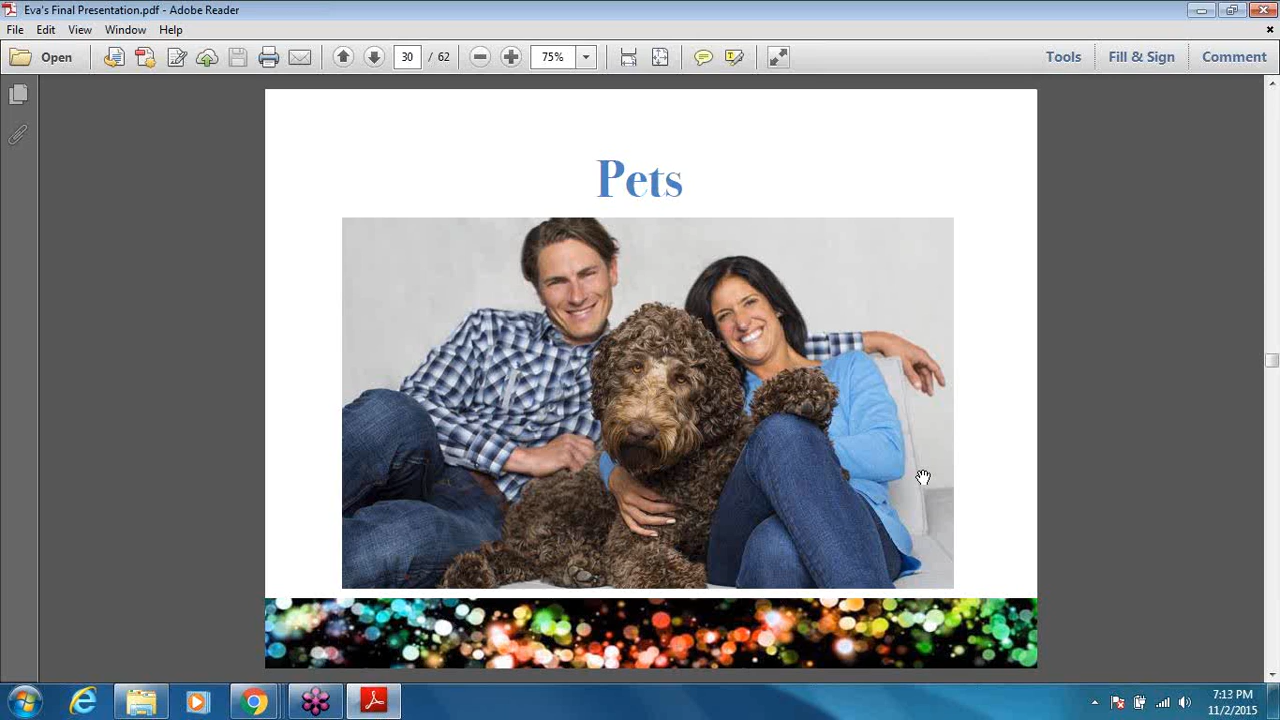 Eva's Final Presentation.pdf - Adobe Reader
File Edit View Window Help
Open 30 / 62 75% Tools Fill & Sign Comment
Pets
7:13 PM
11/2/2015